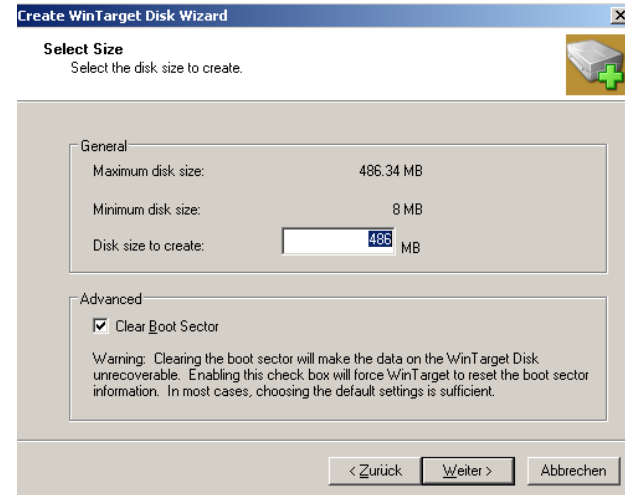 Create WinTarget Disk Wizard
Select Size
Select the disk size to create.
General
Maximum disk size: 486.34 MB
Minimum disk size: 8 MB
Disk size to create: 486 MB
Advanced
Clear Boot Sector
Warning: Clearing the boot sector will make the data on the WinTarget Disk
unrecoverable. Enabling this check box will force WinTarget to reset the boot sector
information. In most cases, choosing the default settings is sufficient.
< Zurück Weiter > Abbrechen